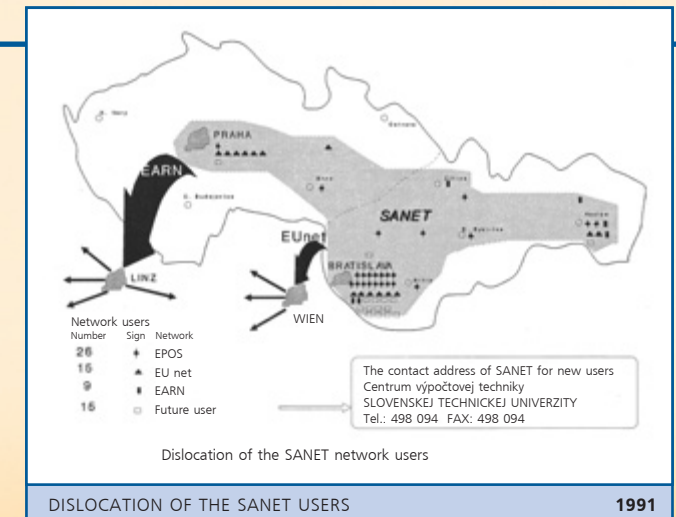 PRAHA
EARN
SANET
EUnet
BRATISLAVA
LINZ
WIEN
Network users
Number Sign Network
26 EPOS
15 EU net
9 EARN
15 Future user
The contact address of SANET for new users
Centrum výpočtovej techniky
SLOVENSKEJ TECHNICKEJ UNIVERZITY
Tel.: 498 094 FAX: 498 094
Dislocation of the SANET network users
DISLOCATION OF THE SANET USERS 1991